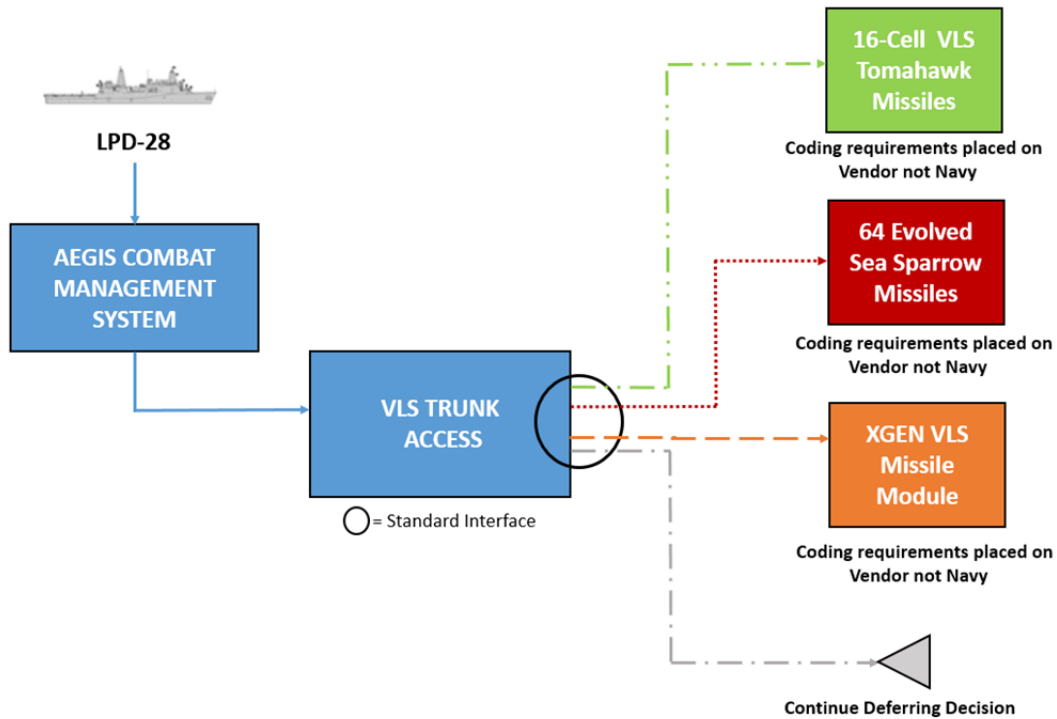 LPD-28
AEGIS COMBAT
MANAGEMENT
SYSTEM
VLS TRUNK
ACCESS
= Standard Interface
16-Cell VLS
Tomahawk
Missiles
Coding requirements placed on
Vendor not Navy
64 Evolved
Sea Sparrow
Missiles
Coding requirements placed on
Vendor not Navy
XGEN VLS
Missile
Module
Coding requirements placed on
Vendor not Navy
Continue Deferring Decision